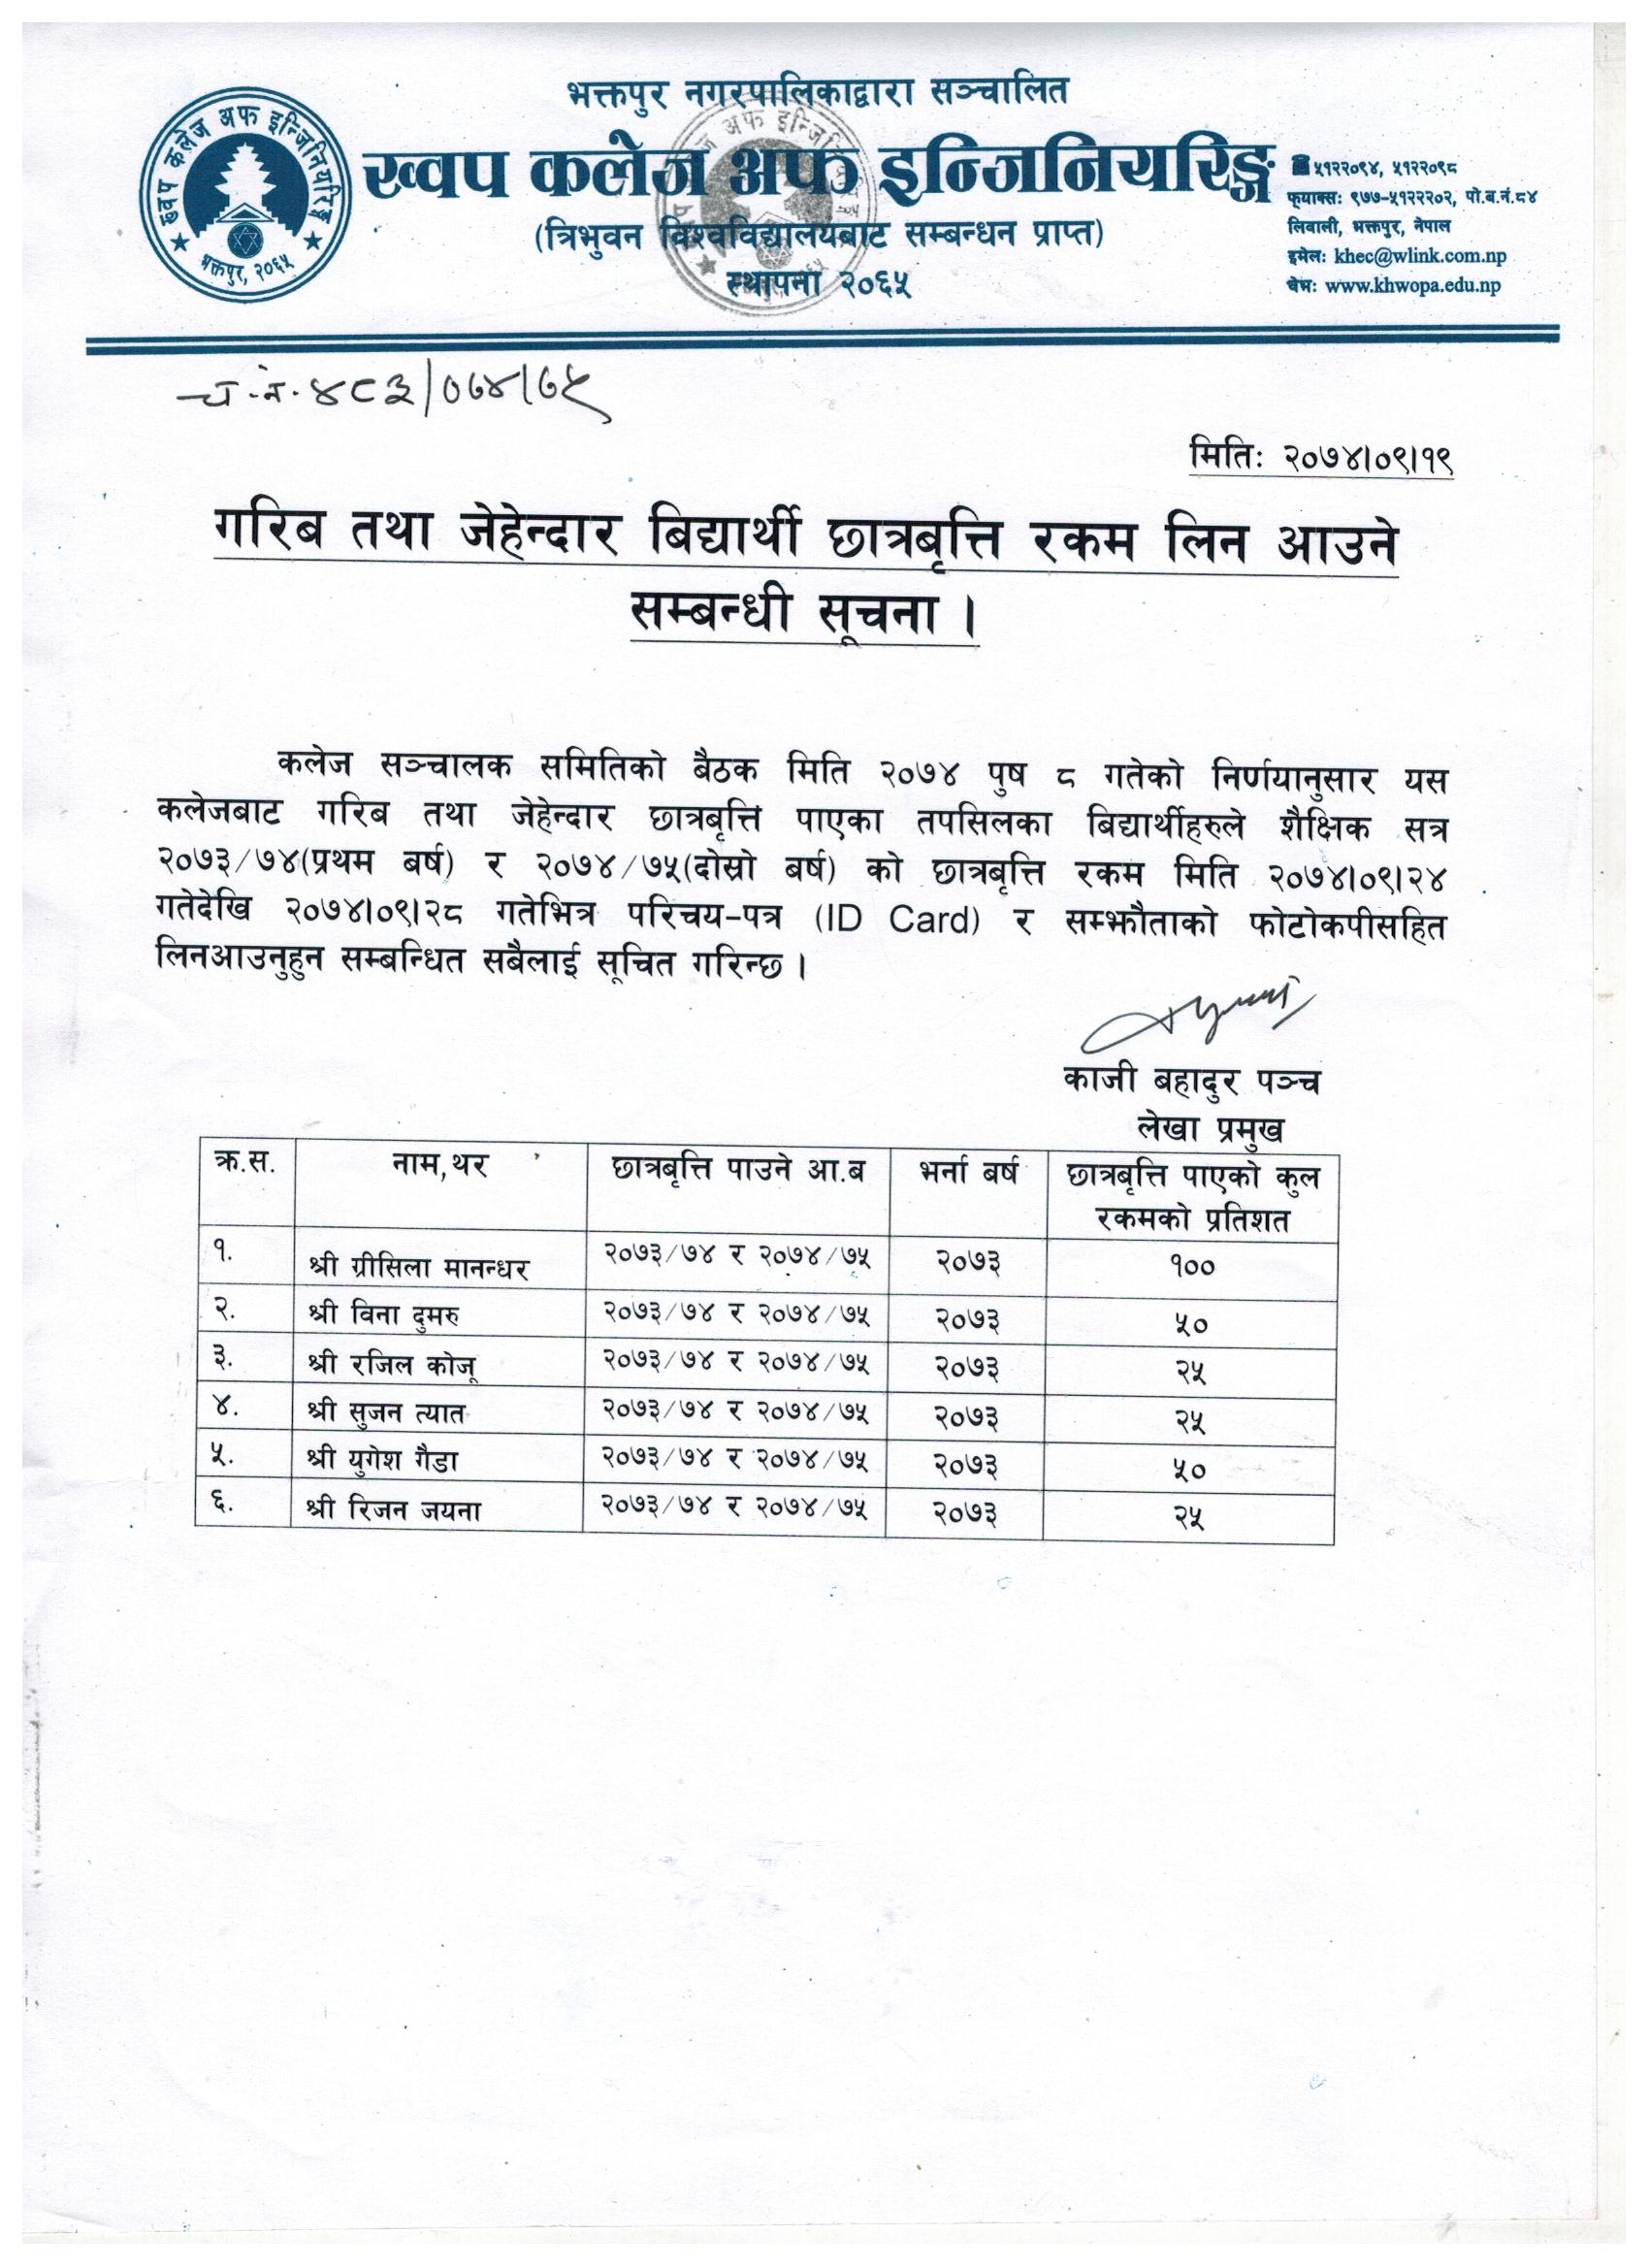 भक्तपुर नगरपालिकाद्वारा सञ्चालित
ख्वप कलेज अफ इन्जिनियरिङ्ग
(त्रिभुवन विश्वविद्यालयबाट सम्बन्धन प्राप्त)
स्थापना २०६५
ख्वप कलेज अफ इन्जिनियरिङ्ग
भक्तपुर, २०६५
५१२२०९४, ५१२२०९८
फ्याक्सः ९७७-५१२२२०२, पो.ब.नं.८४
लिवाली, भक्तपुर, नेपाल
इमेलः khec@wlink.com.np
वेभः www.khwopa.edu.np
च.नं. ४८३/०७४/७५
मितिः २०७४।०९।१९
गरिब तथा जेहेन्दार बिद्यार्थी छात्रबृत्ति रकम लिन आउने
सम्बन्धी सूचना ।
कलेज सञ्चालक समितिको बैठक मिति २०७४ पुष ८ गतेको निर्णयानुसार यस
कलेजबाट गरिब तथा जेहेन्दार छात्रबृत्ति पाएका तपसिलका बिद्यार्थीहरुले शैक्षिक सत्र
२०७३/७४(प्रथम बर्ष) र २०७४/७५(दोस्रो बर्ष) को छात्रबृत्ति रकम मिति २०७४।०९।२४
गतेदेखि २०७४।०९।२८ गतेभित्र परिचय-पत्र (ID Card) र सम्झौताको फोटोकपीसहित
लिनआउनुहुन सम्बन्धित सबैलाई सूचित गरिन्छ ।
काजी बहादुर पञ्च
लेखा प्रमुख
क्र.स. नाम,थर छात्रबृत्ति पाउने आ.ब भर्ना बर्ष छात्रबृत्ति पाएको कुल
रकमको प्रतिशत
१. श्री ग्रीसिला मानन्धर २०७३/७४ र २०७४/७५ २०७३ १००
२. श्री विना दुमरु २०७३/७४ र २०७४/७५ २०७३ ५०
३. श्री रजिल कोजू २०७३/७४ र २०७४/७५ २०७३ २५
४. श्री सुजन त्यात २०७३/७४ र २०७४/७५ २०७३ २५
५. श्री युगेश गैडा २०७३/७४ र २०७४/७५ २०७३ ५०
६. श्री रिजन जयना २०७३/७४ र २०७४/७५ २०७३ २५